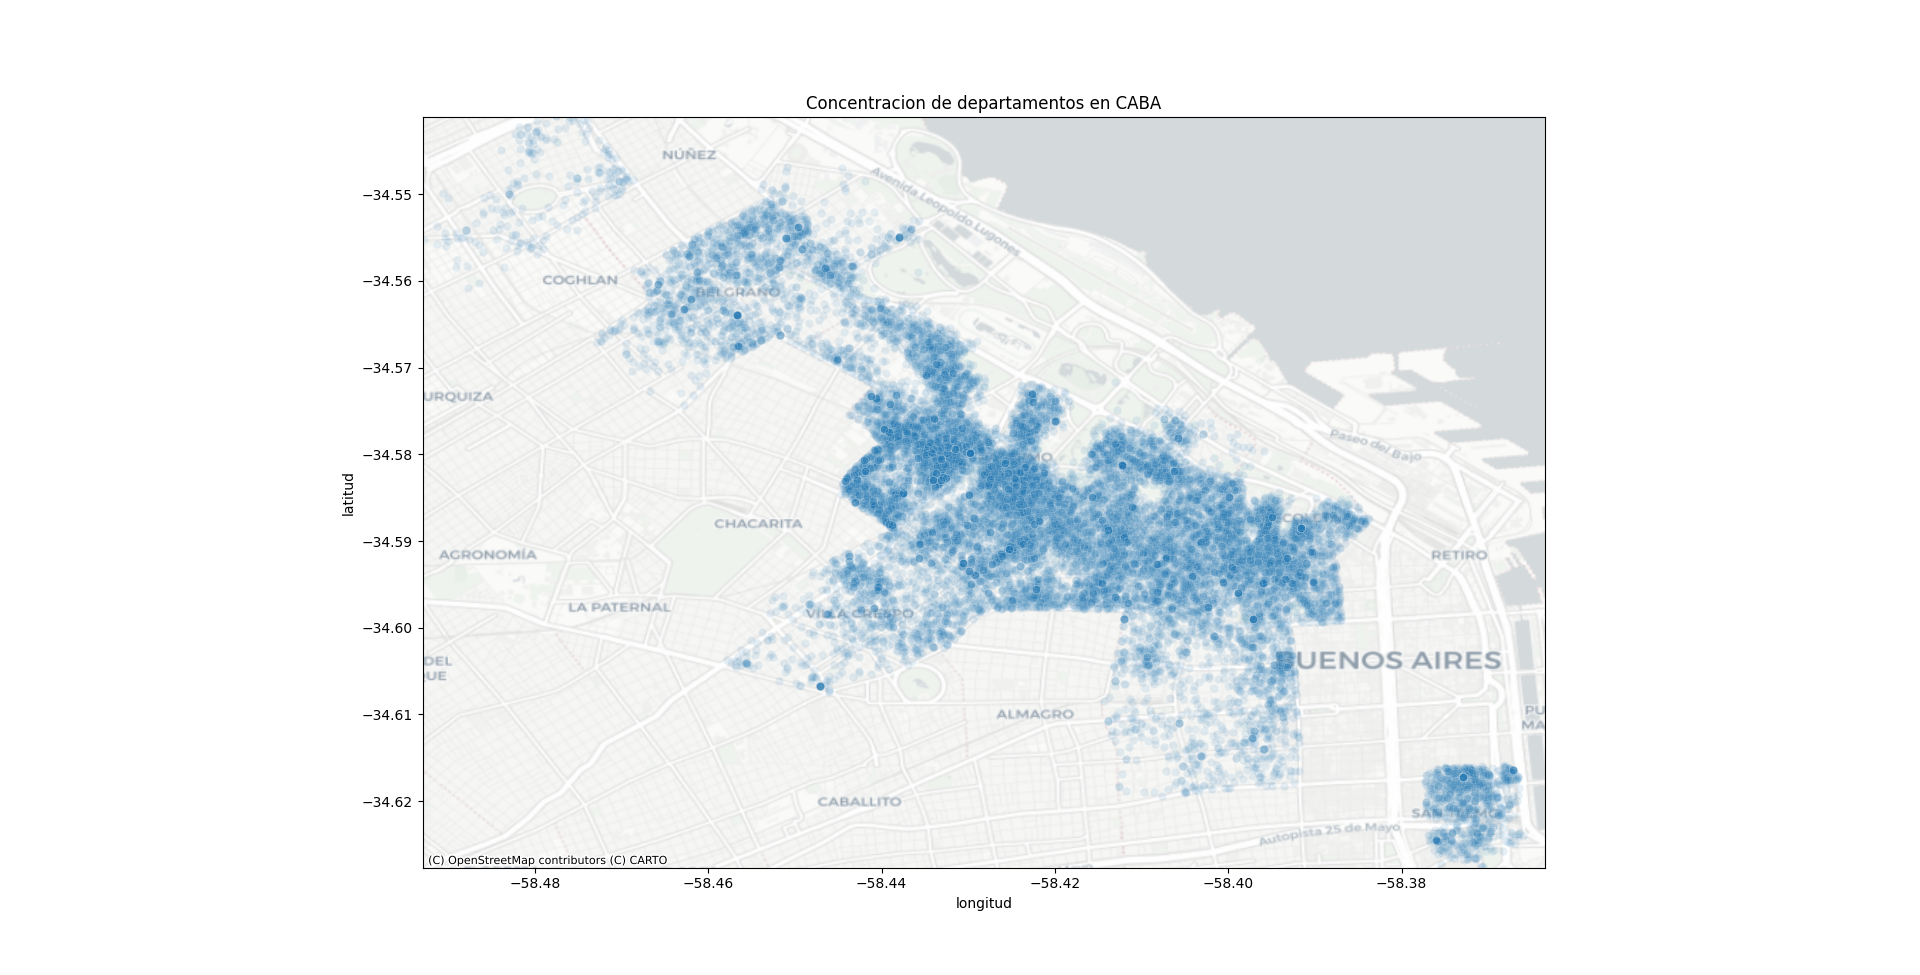 Concentracion de departamentos en CABA
NÚÑEZ
Avenida Leopoldo Lugones
−34.55
COGHLAN
−34.56
BELGRANO
−34.57
URQUIZA
Paseo del Bajo
−34.58
MO
latitud
CHACARITA
−34.59
AGRONOMÍA
RETIRO
LA PATERNAL
VILLA CRESPO
−34.60
DEL
QUE
BUENOS AIRES
−34.61
ALMAGRO
PU
MA
−34.62
CABALLITO
SAN TELMO
Autopista 25 de Mayo
(C) OpenStreetMap contributors (C) CARTO
−58.48
−58.46
−58.44
−58.42
−58.40
−58.38
longitud